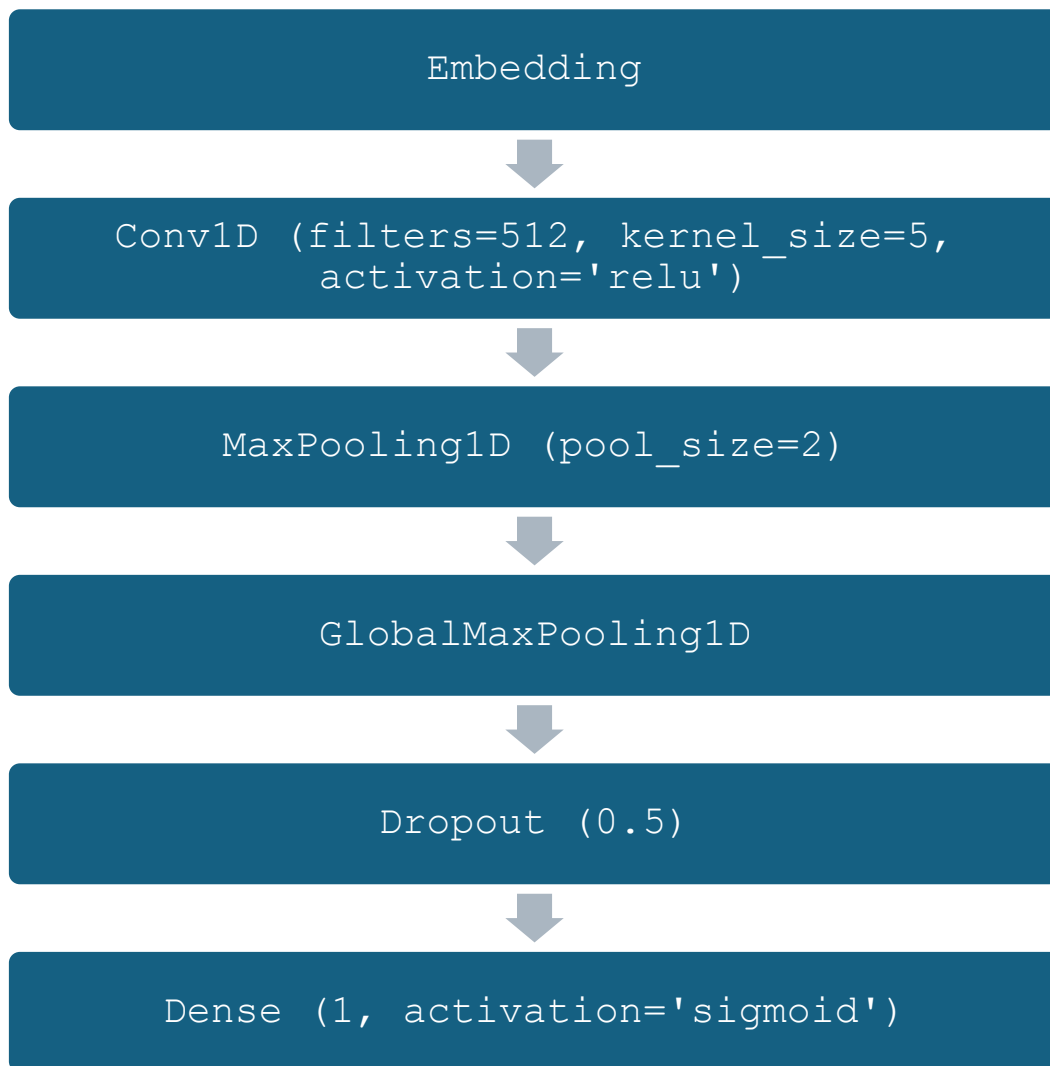 Embedding
Conv1D (filters=512, kernel_size=5,
activation='relu')
MaxPooling1D (pool_size=2)
GlobalMaxPooling1D
Dropout (0.5)
Dense (1, activation='sigmoid')